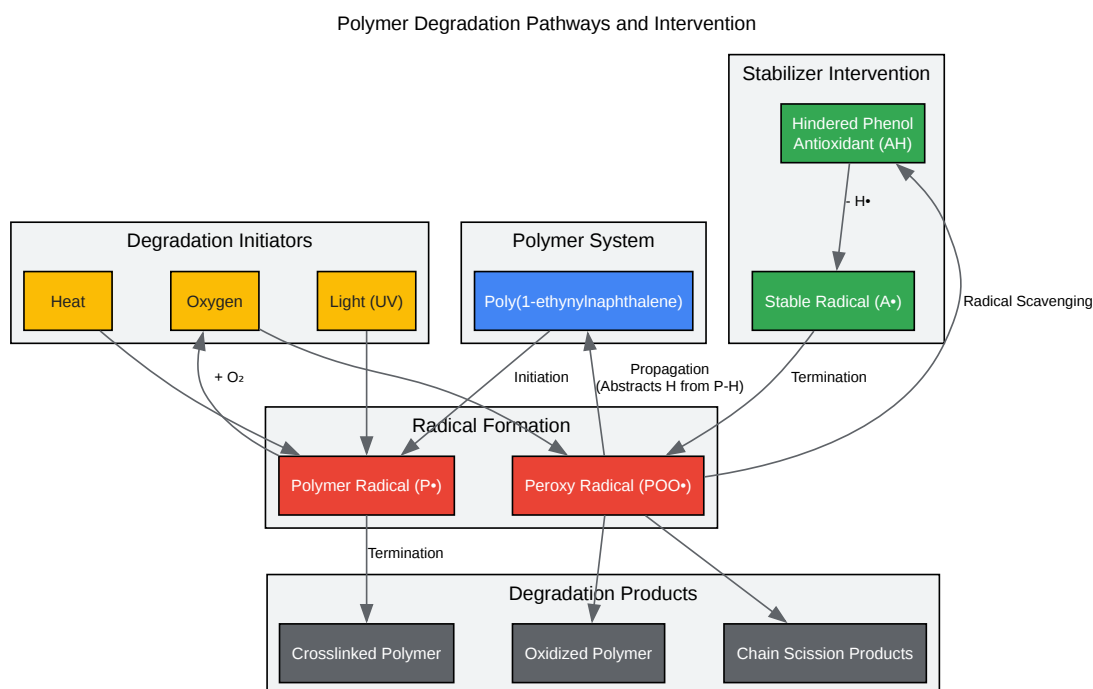 Polymer Degradation Pathways and Intervention
Stabilizer Intervention
Hindered Phenol
Antioxidant (AH)
- H•
Degradation Initiators
Polymer System
Heat
Oxygen
Light (UV)
Poly(1-ethynylnaphthalene)
Stable Radical (A•)
Radical Scavenging
+ O₂
Initiation
Propagation
(Abstracts H from P-H)
Termination
Radical Formation
Polymer Radical (P•)
Peroxy Radical (POO•)
Termination
Degradation Products
Crosslinked Polymer
Oxidized Polymer
Chain Scission Products